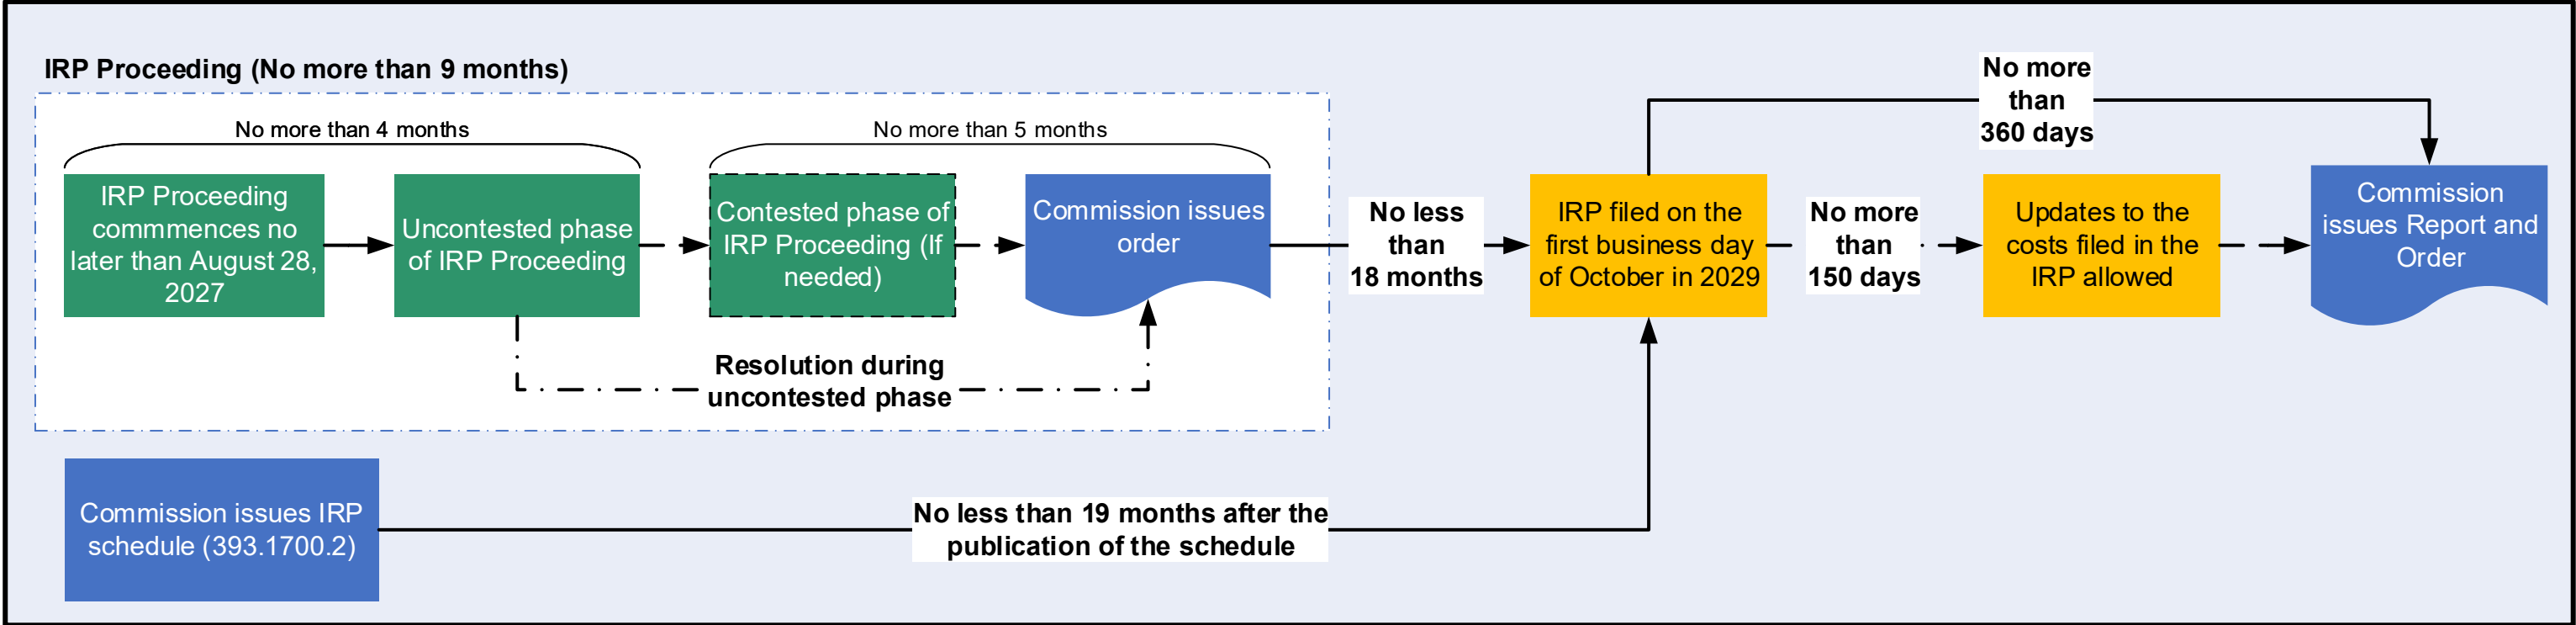 IRP Proceeding (No more than 9 months)
No more than 4 months
No more than 5 months
IRP Proceeding
commmences no
later than August 28,
2027
Uncontested phase
of IRP Proceeding
Contested phase of
IRP Proceeding (If
needed)
Commission issues
order
Resolution during
uncontested phase
No less
than
18 months
IRP filed on the
first business day
of October in 2029
No more
than
360 days
No more
than
150 days
Updates to the
costs filed in the
IRP allowed
Commission
issues Report and
Order
Commission issues IRP
schedule (393.1700.2)
No less than 19 months after the
publication of the schedule